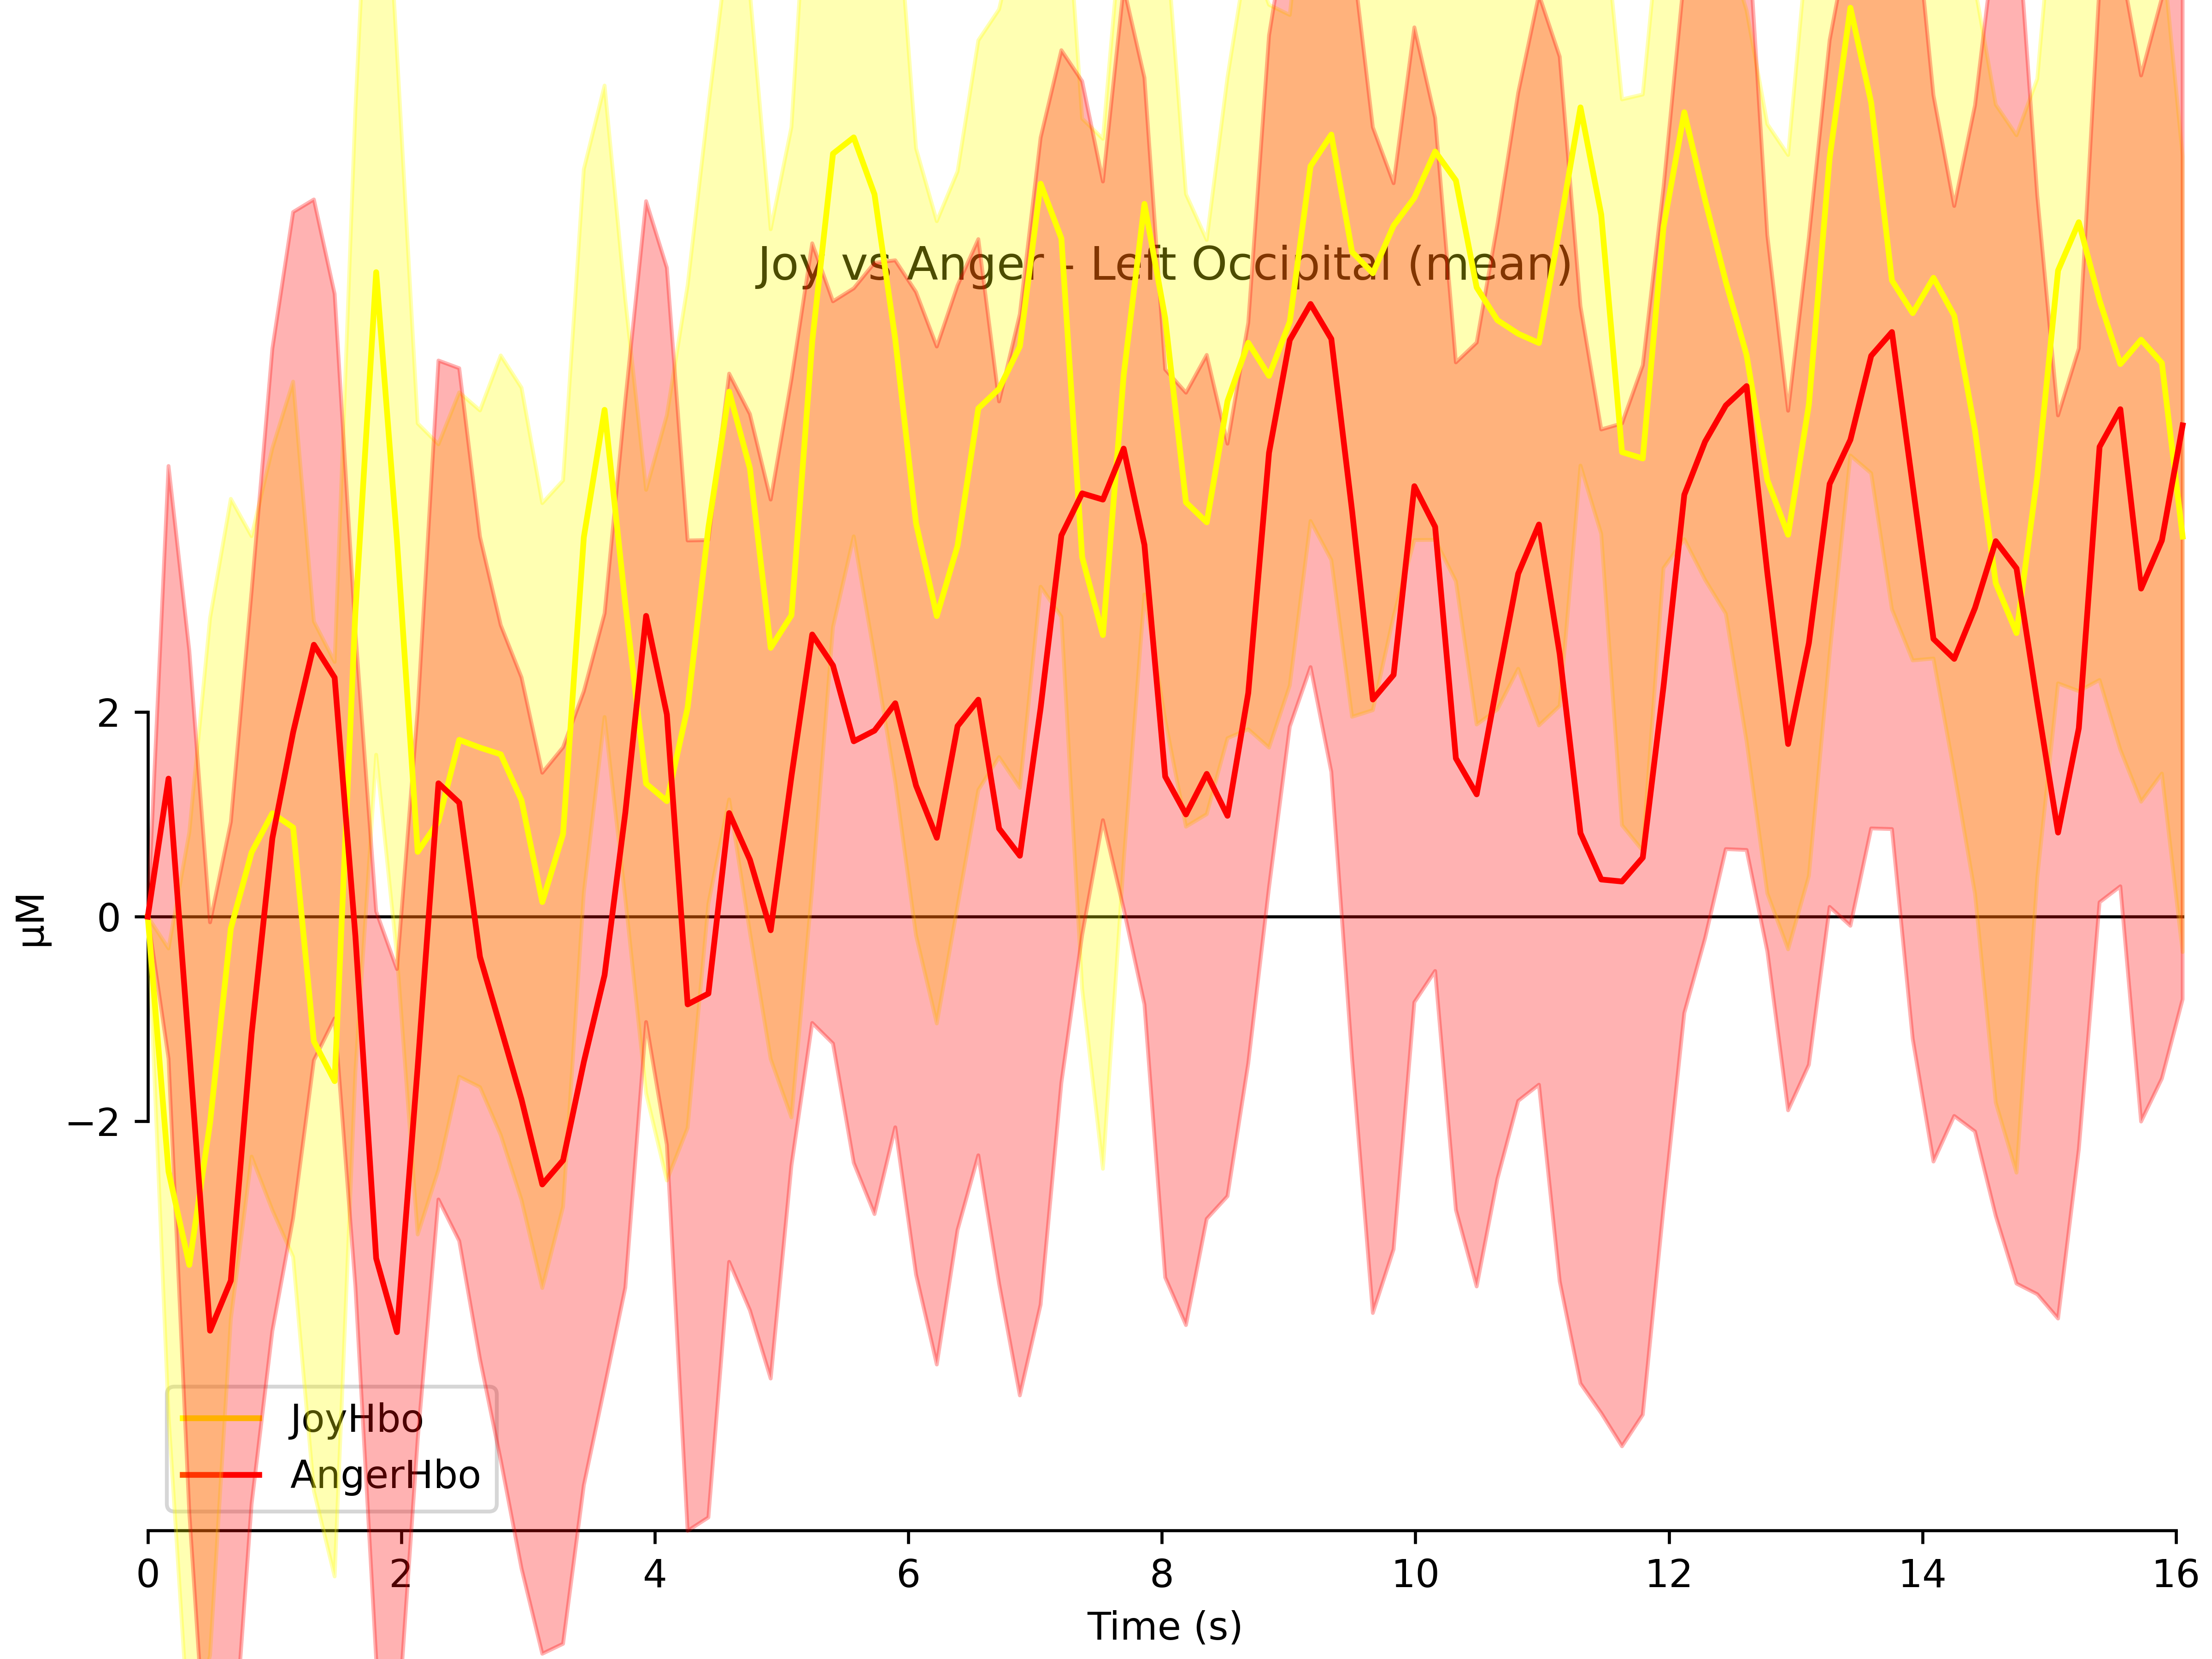 Joy vs Anger - Left Occipital (mean)
2
0
−2
μM
JoyHbo
AngerHbo
0 2 4 6 8 10 12 14 16
Time (s)